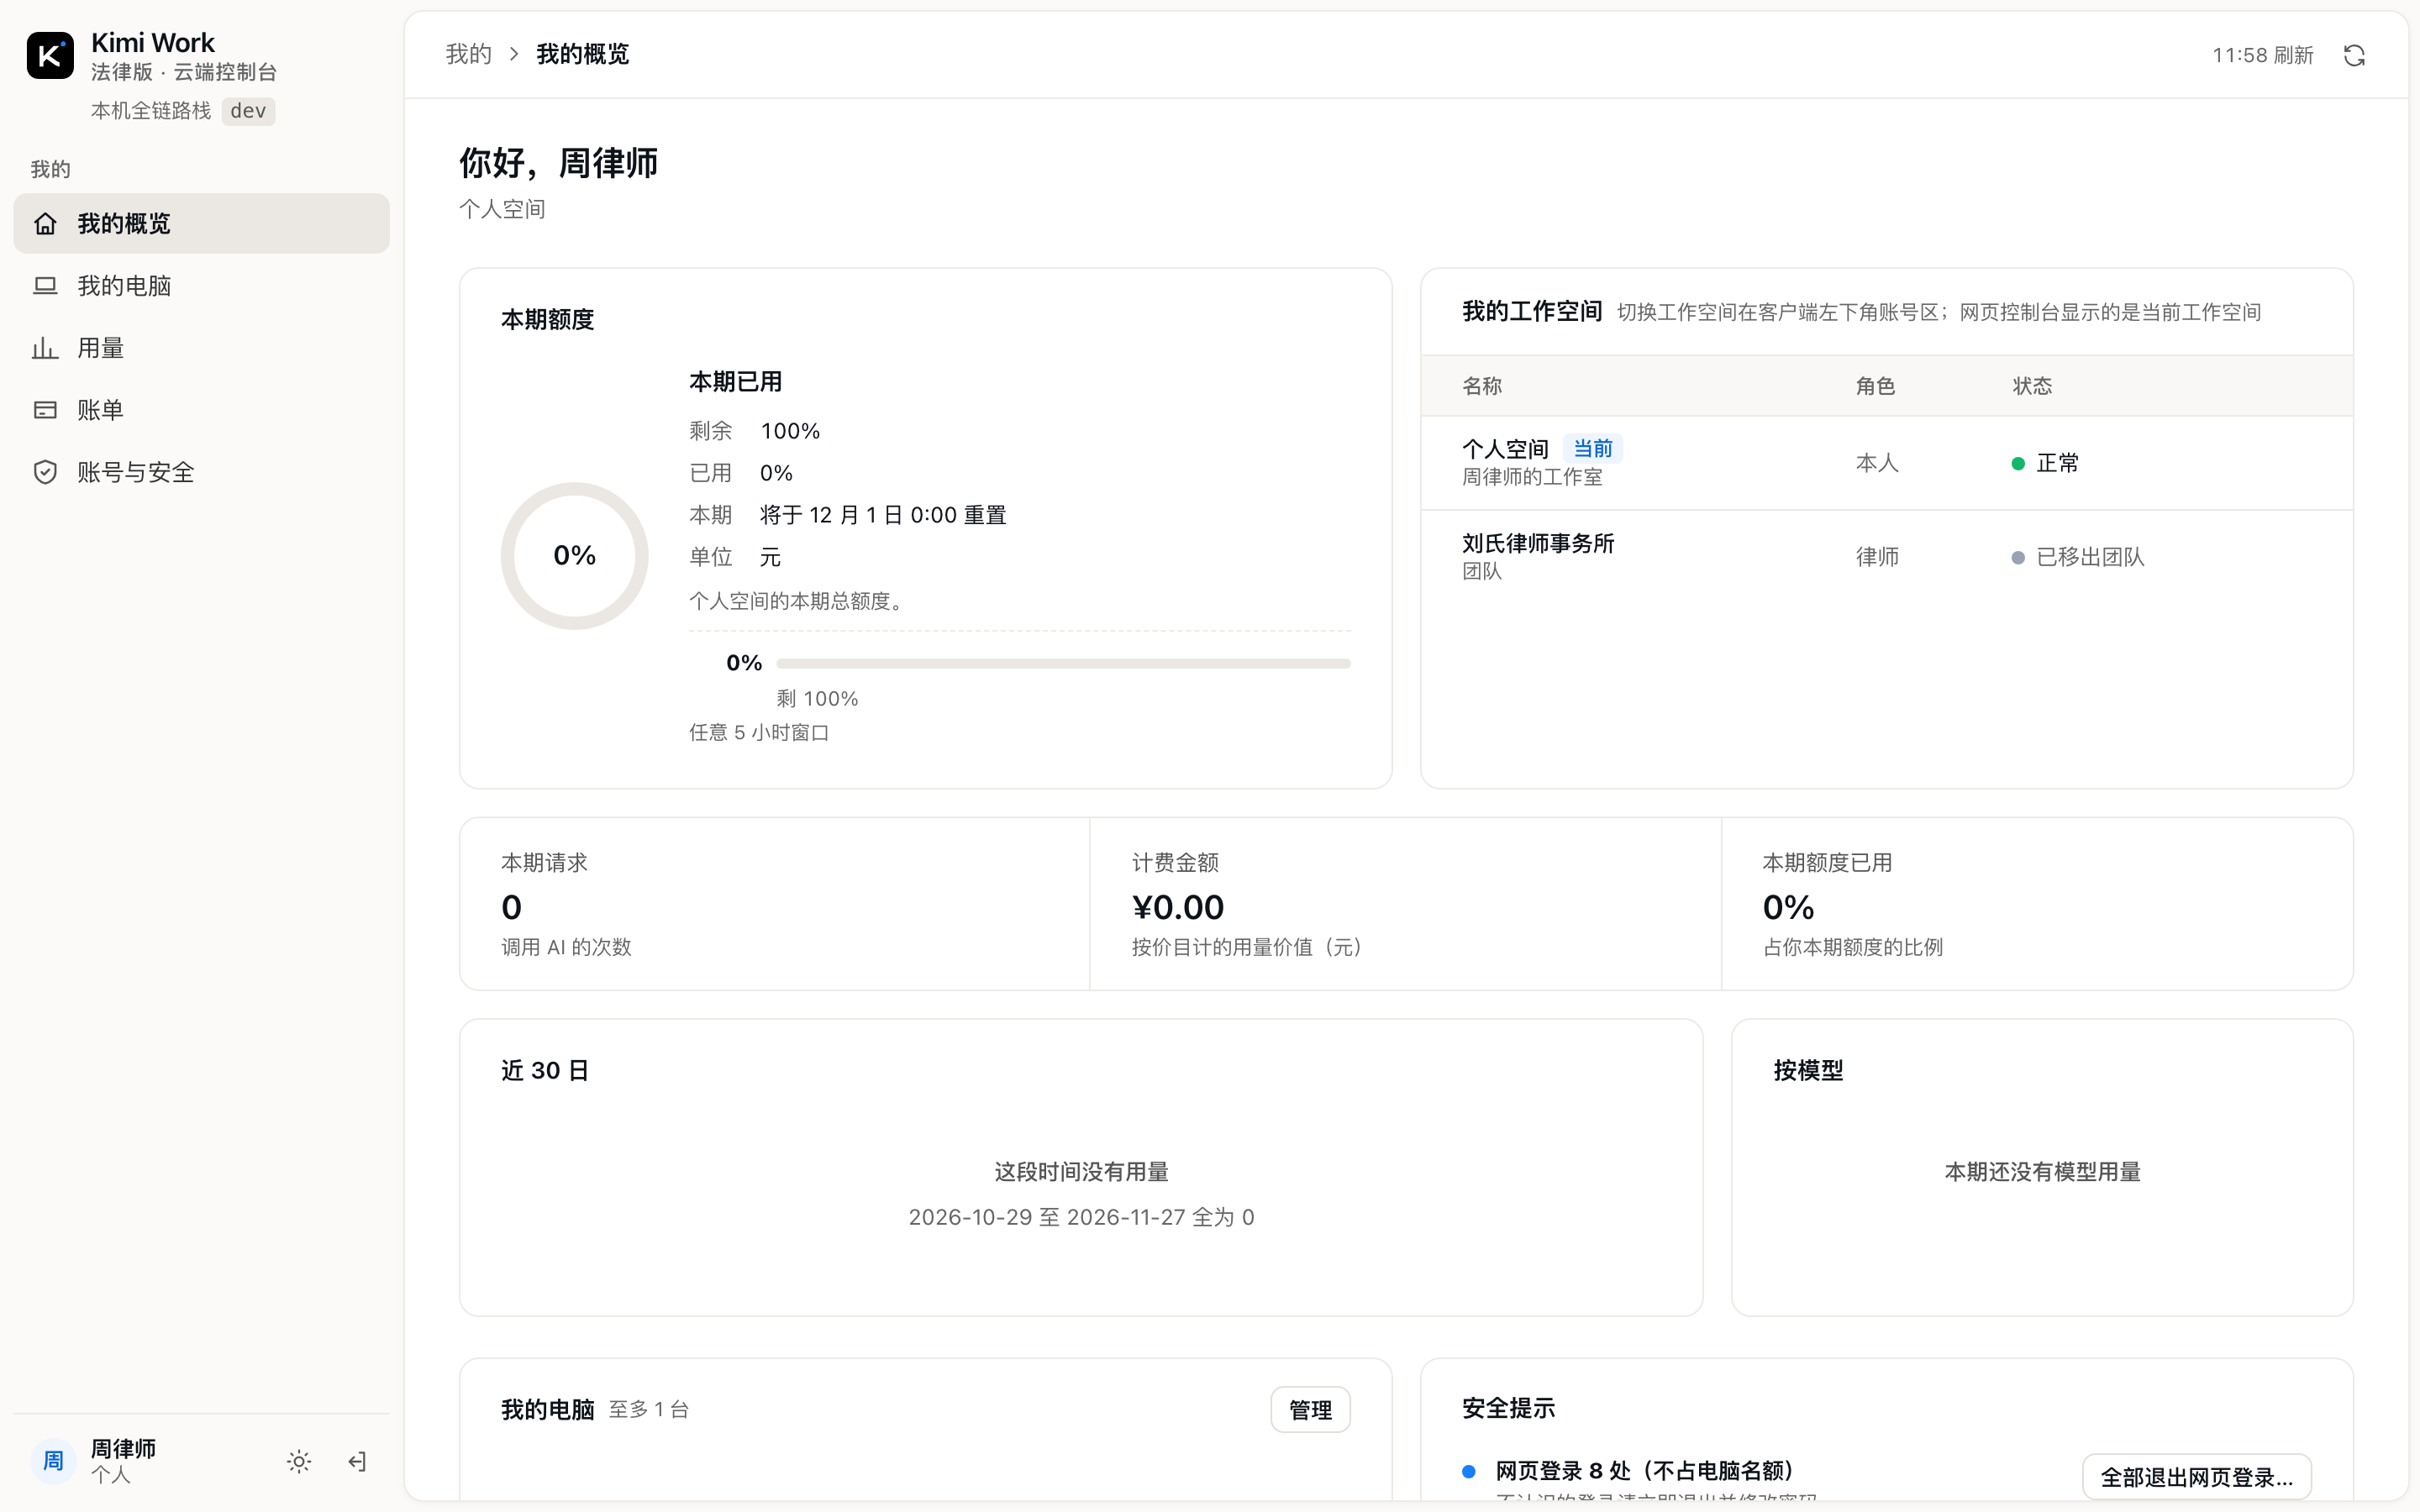 Kimi Work
法律版 · 云端控制台
本机全链路栈 dev
我的
我的概览
我的电脑
用量
账单
账号与安全
周 周律师
个人
我的 > 我的概览
11:58 刷新
你好，周律师
个人空间
本期额度
0%
本期已用
剩余 100%
已用 0%
本期 将于 12 月 1 日 0:00 重置
单位 元
个人空间的本期总额度。
0%
剩 100%
任意 5 小时窗口
我的工作空间 切换工作空间在客户端左下角账号区；网页控制台显示的是当前工作空间
名称 角色 状态
个人空间 当前 本人 正常
周律师的工作室
刘氏律师事务所 律师 已移出团队
团队
本期请求
0
调用 AI 的次数
计费金额
¥0.00
按价目计的用量价值（元）
本期额度已用
0%
占你本期额度的比例
近 30 日
这段时间没有用量
2026-10-29 至 2026-11-27 全为 0
按模型
本期还没有模型用量
我的电脑 至多 1 台
管理
安全提示
网页登录 8 处（不占电脑名额）
全部退出网页登录...